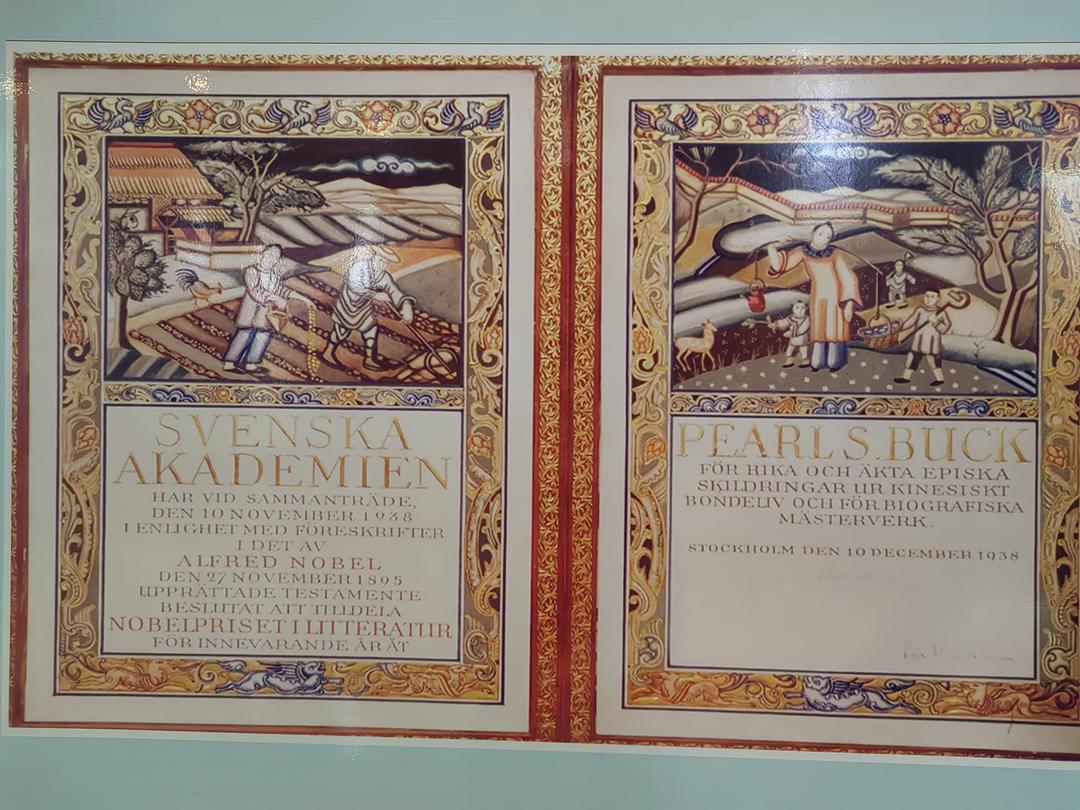 SVENSKA
AKADEMIEN
HAR VID SAMMANTRÄDE,
DEN 10 NOVEMBER 1938
I ENLIGHET MED FÖRESKRIFTER
I DET AV
ALFRED NOBEL
DEN 27 NOVEMBER 1895
UPPRÄTTADE TESTAMENTE
BESLUTAT ATT TILLDELA
NOBELPRISET I LITTERATUR
FÖR INNEVARANDE ÅR ÅT
PEARL S. BUCK
FÖR RIKA OCH ÄKTA EPISKA
SKILDRINGAR UR KINESISKT
BONDELIV OCH FÖR BIOGRAFISKA
MÄSTERVERK.
STOCKHOLM DEN 10 DECEMBER 1938